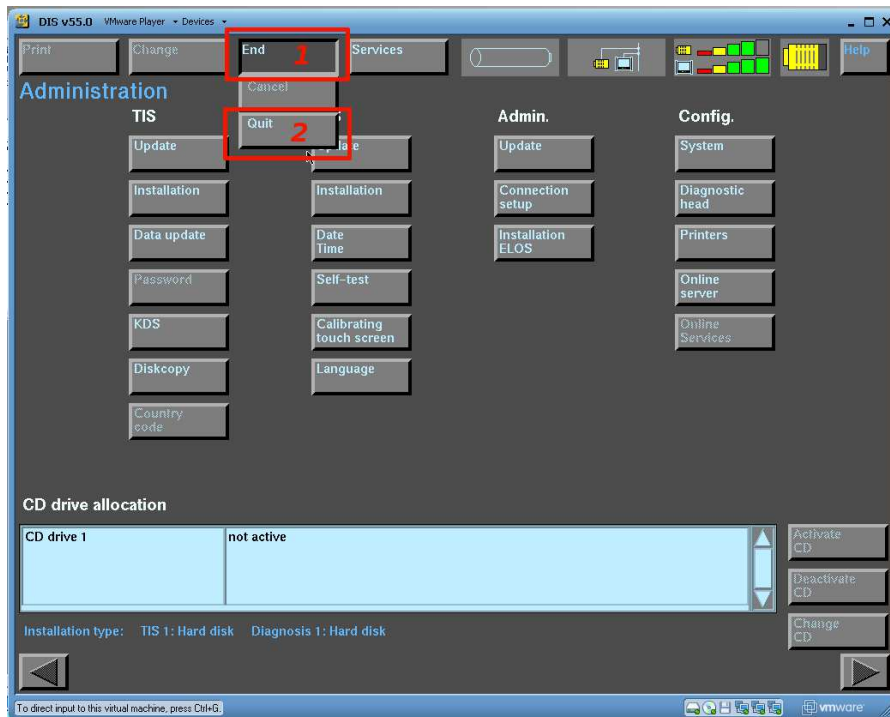 DIS v55.0 VMware Player Devices
Print Change End 1 Services Help
Cancel
Administration
Quit 2
TIS Admin. Config.
Update Update System
Installation Installation Connection setup Diagnostic head
Data update Date Time Installation ELOS Printers
Password Self-test Online server
KDS Calibrating touch screen Online Services
Diskcopy Language
Country code
CD drive allocation
CD drive 1 not active
Activate CD
Deactivate CD
Installation type: TIS 1: Hard disk Diagnosis 1: Hard disk
Change CD
To direct input to this virtual machine, press Ctrl+G.
vmware